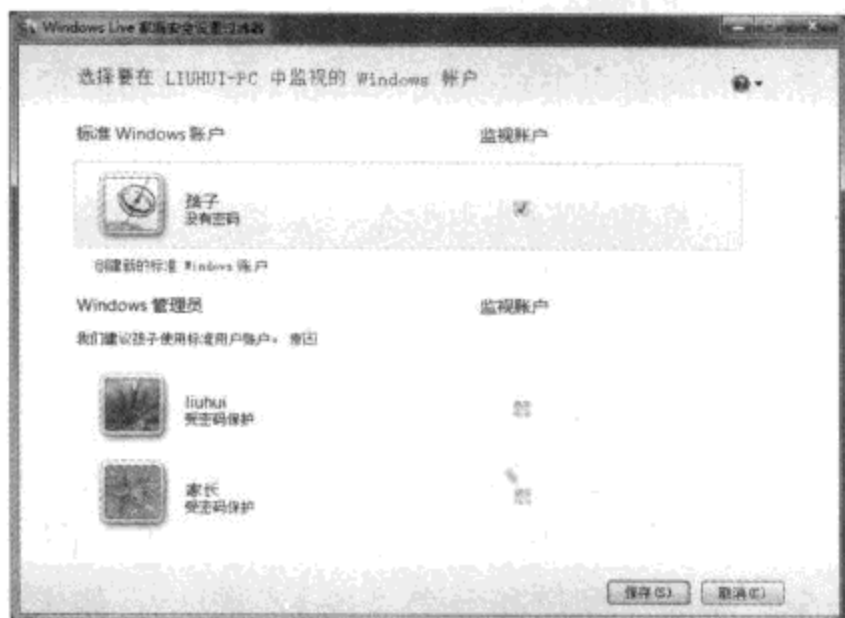 Windows Live 家庭安全设置过滤器
选择要在 LIUHUI-PC 中监视的 Windows 帐户
标准 Windows 账户 监视账户
孩子
没有密码
创建新的标准 Windows 账户
Windows 管理员 监视账户
我们建议孩子使用标准用户账户。 原因
liuhui
受密码保护
家长
受密码保护
保存(S) 取消(C)